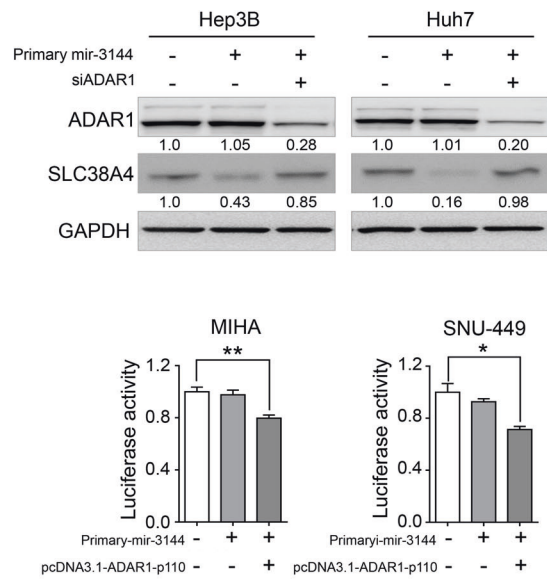 Hep3B Huh7
Primary mir-3144 - + + - + +
siADAR1 - - + - - +
ADAR1
1.0 1.05 0.28 1.0 1.01 0.20
SLC38A4
1.0 0.43 0.85 1.0 0.16 0.98
GAPDH
MIHA SNU-449
** *
Luciferase activity Luciferase activity
1.2 1.2
0.8 0.8
0.4 0.4
0.0 0.0
Primary-mir-3144 - + + Primaryi-mir-3144 - + +
pcDNA3.1-ADAR1-p110 - - + pcDNA3.1-ADAR1-p110 - - +